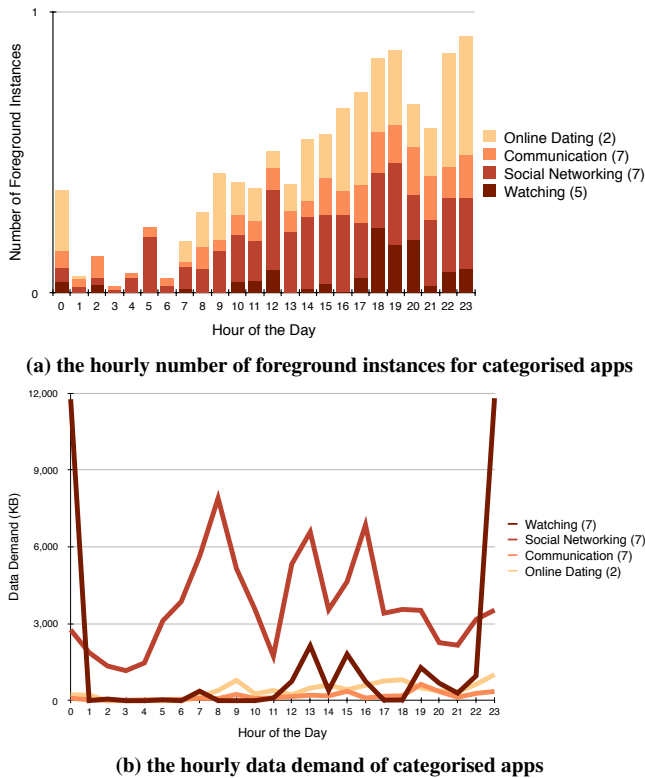 1
Number of Foreground Instances
0
Online Dating (2)
Communication (7)
Social Networking (7)
Watching (5)
0 1 2 3 4 5 6 7 8 9 10 11 12 13 14 15 16 17 18 19 20 21 22 23
Hour of the Day
(a) the hourly number of foreground instances for categorised apps
12,000
9,000
6,000
3,000
0
Data Demand (KB)
Watching (7)
Social Networking (7)
Communication (7)
Online Dating (2)
0 1 2 3 4 5 6 7 8 9 10 11 12 13 14 15 16 17 18 19 20 21 22 23
Hour of the Day
(b) the hourly data demand of categorised apps